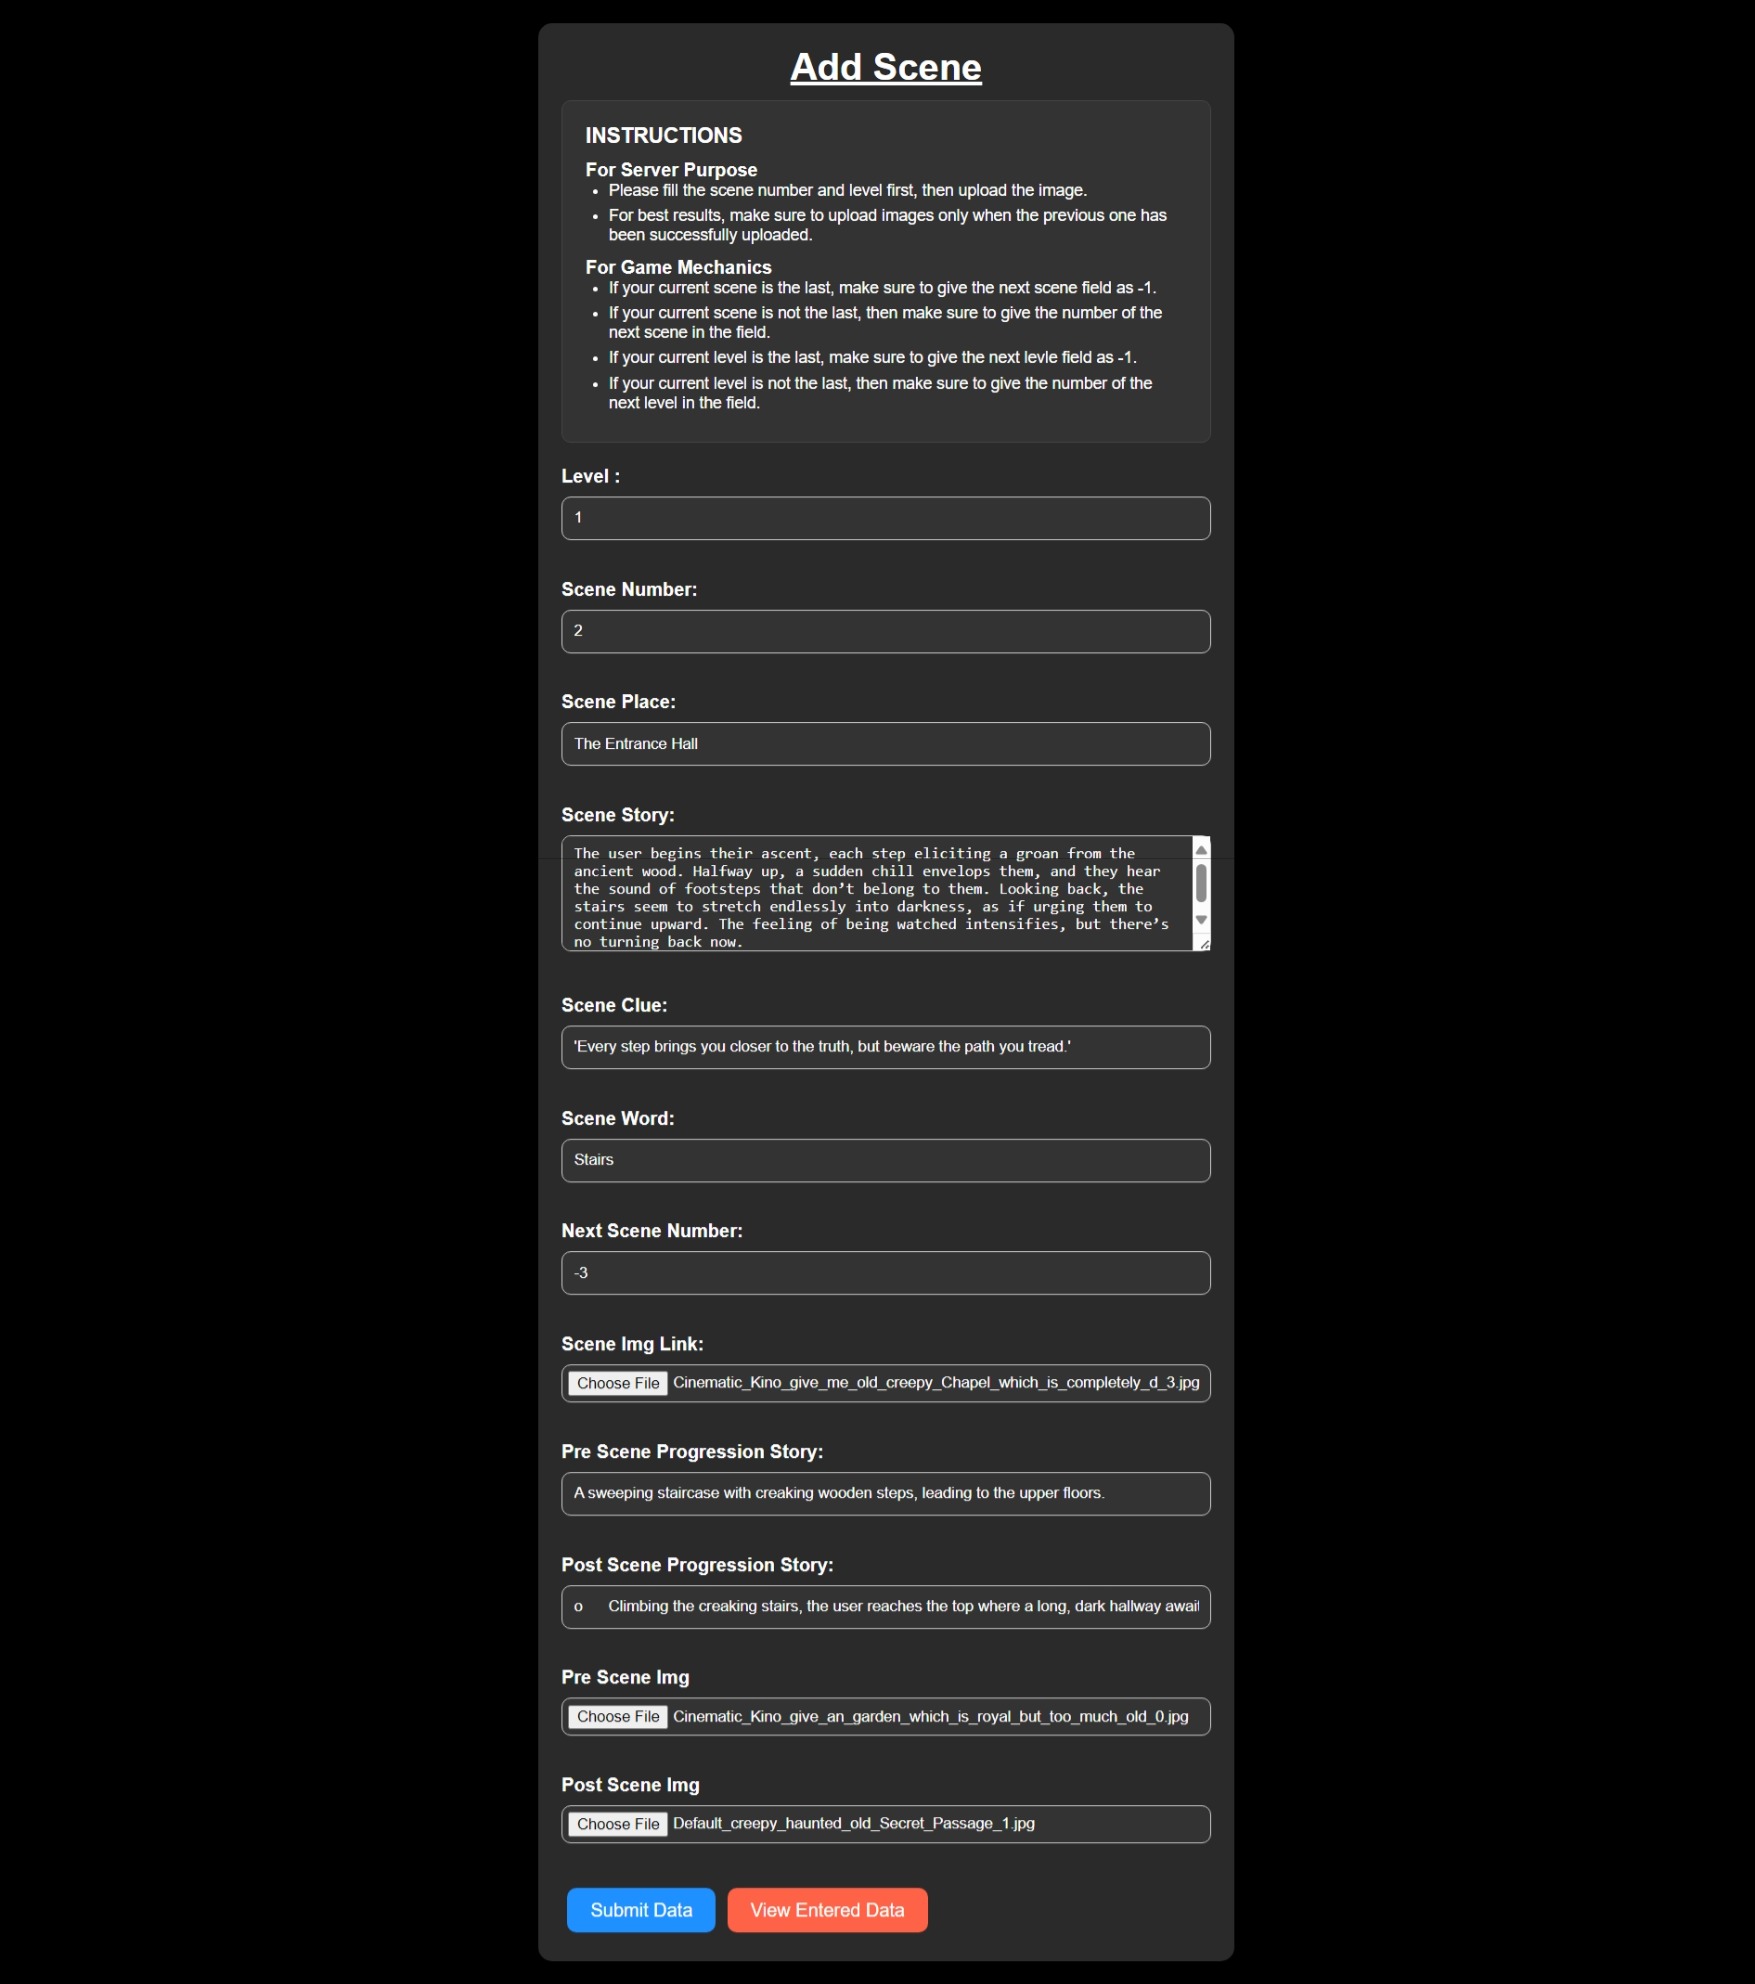 Add Scene
INSTRUCTIONS
For Server Purpose
• Please fill the scene number and level first, then upload the image.
• For best results, make sure to upload images only when the previous one has
been successfully uploaded.
For Game Mechanics
• If your current scene is the last, make sure to give the next scene field as -1.
• If your current scene is not the last, then make sure to give the number of the
next scene in the field.
• If your current level is the last, make sure to give the next levle field as -1.
• If your current level is not the last, then make sure to give the number of the
next level in the field.
Level :
1
Scene Number:
2
Scene Place:
The Entrance Hall
Scene Story:
The user begins their ascent, each step eliciting a groan from the
ancient wood. Halfway up, a sudden chill envelops them, and they hear
the sound of footsteps that don’t belong to them. Looking back, the
stairs seem to stretch endlessly into darkness, as if urging them to
continue upward. The feeling of being watched intensifies, but there’s
no turning back now.
Scene Clue:
'Every step brings you closer to the truth, but beware the path you tread.'
Scene Word:
Stairs
Next Scene Number:
-3
Scene Img Link:
Choose File Cinematic_Kino_give_me_old_creepy_Chapel_which_is_completely_d_3.jpg
Pre Scene Progression Story:
A sweeping staircase with creaking wooden steps, leading to the upper floors.
Post Scene Progression Story:
o Climbing the creaking stairs, the user reaches the top where a long, dark hallway await
Pre Scene Img
Choose File Cinematic_Kino_give_an_garden_which_is_royal_but_too_much_old_0.jpg
Post Scene Img
Choose File Default_creepy_haunted_old_Secret_Passage_1.jpg
Submit Data View Entered Data